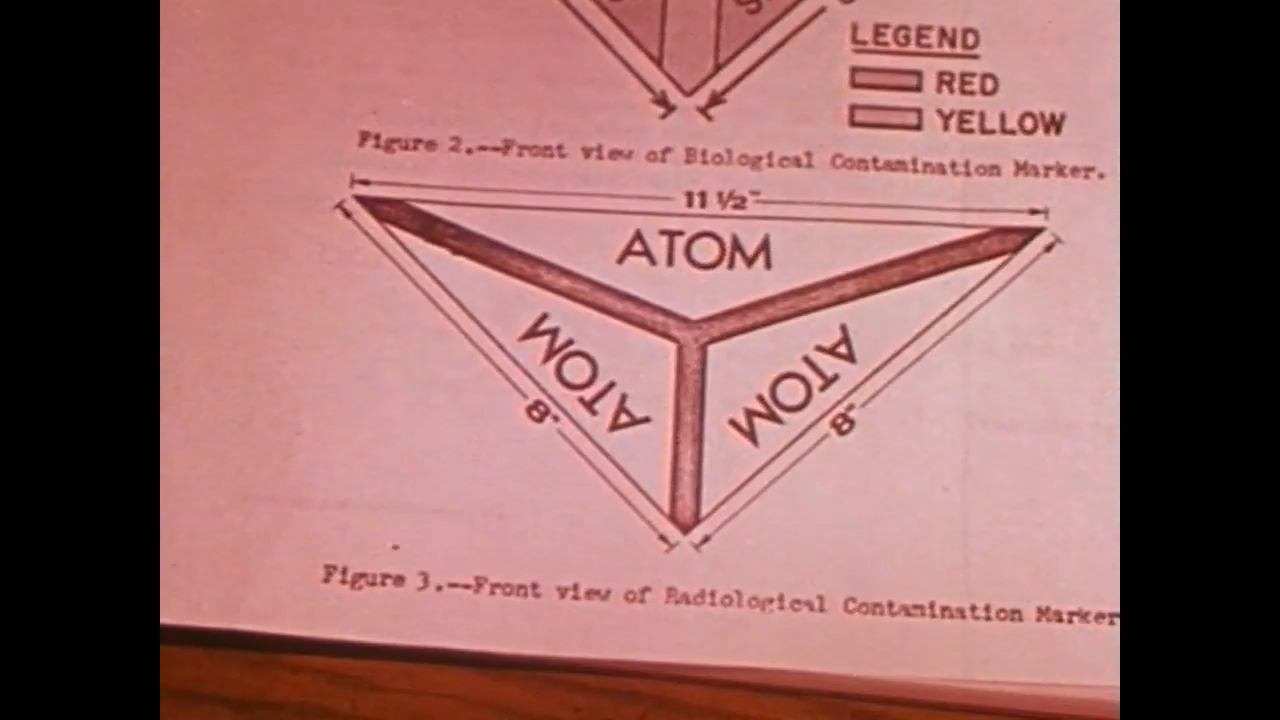 LEGEND
RED
YELLOW
Figure 2.--Front view of Biological Contamination Marker.
11 1/2"
ATOM
ATOM
ATOM
8"
8"
Figure 3.--Front view of Radiological Contamination Marker